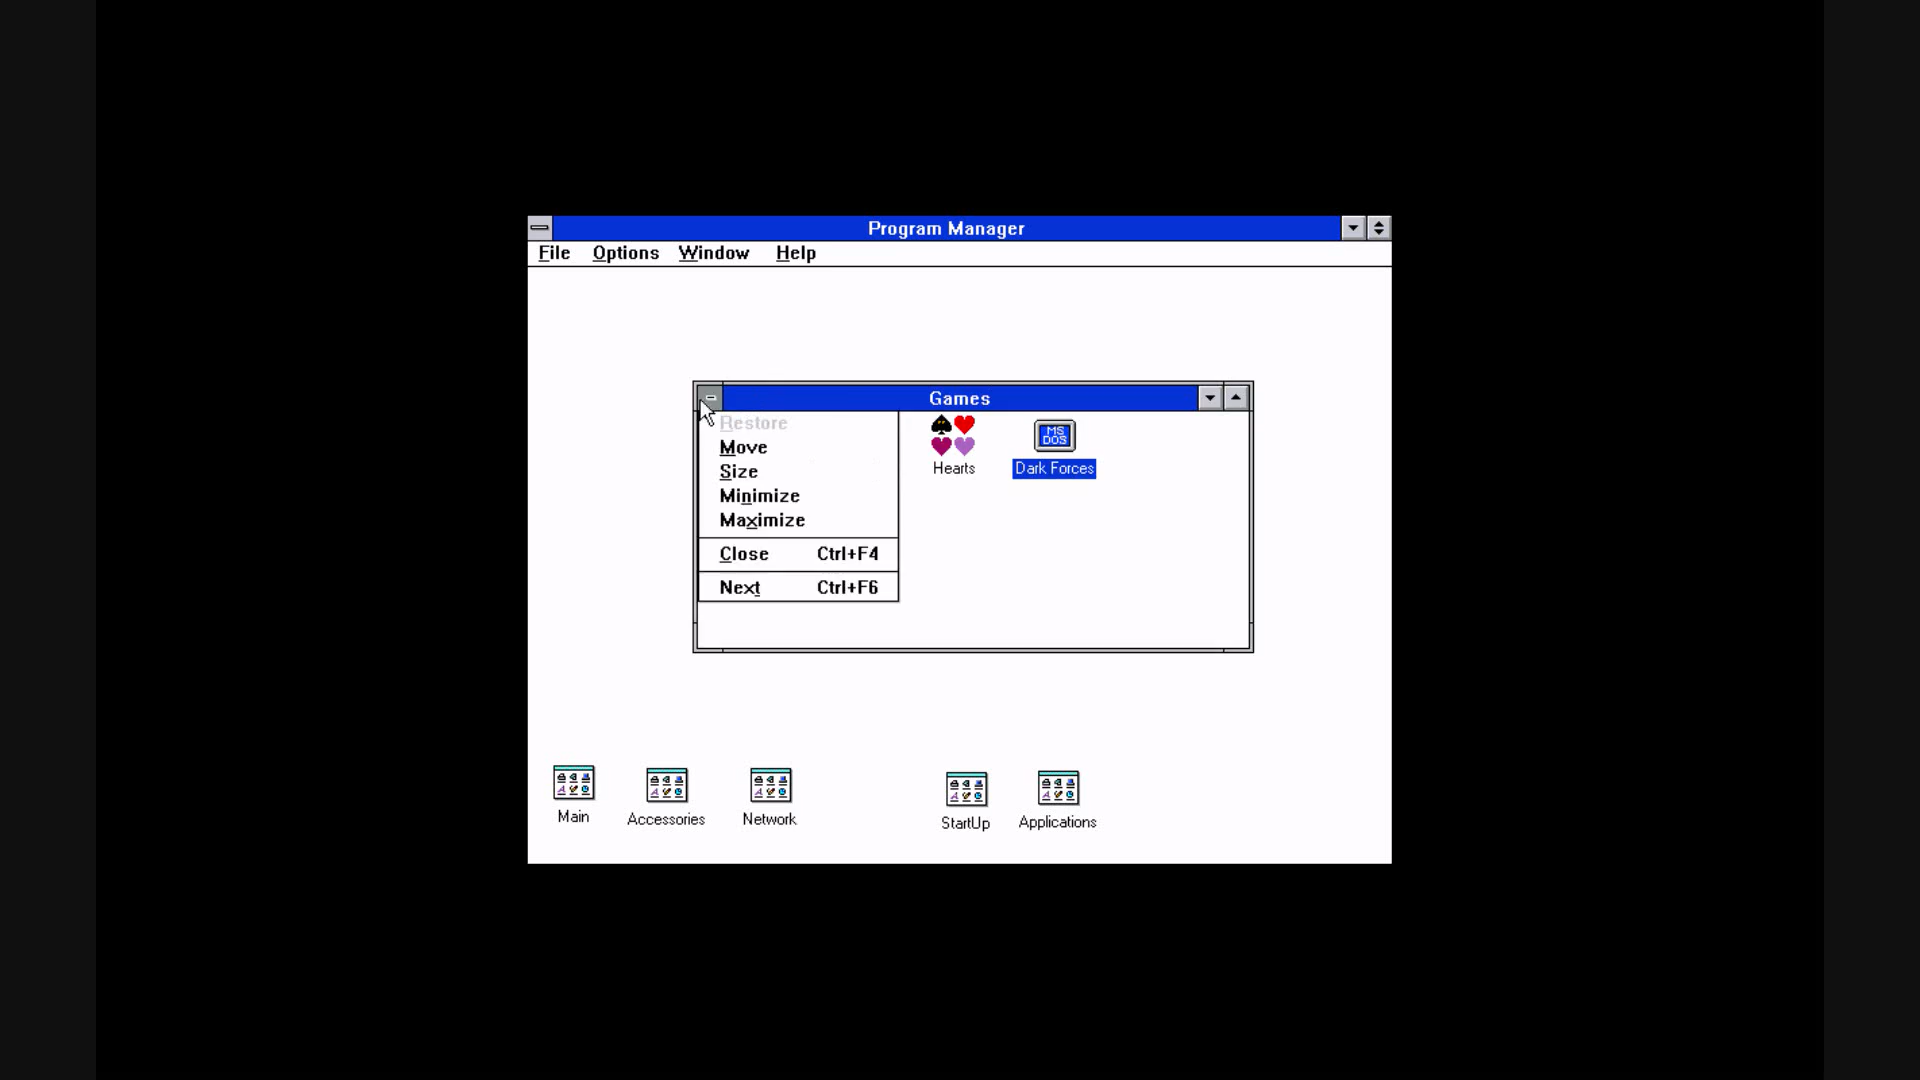 Program Manager
File Options Window Help
Games
Restore
Move
Size
Minimize
Maximize
Close Ctrl+F4
Next Ctrl+F6
Hearts
MS
DOS
Dark Forces
Main
Accessories
Network
StartUp
Applications